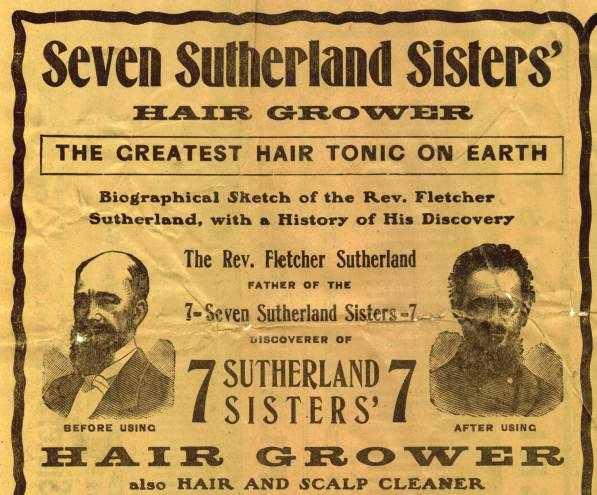 Seven Sutherland Sisters'
HAIR GROWER
THE GREATEST HAIR TONIC ON EARTH
Biographical Sketch of the Rev. Fletcher
Sutherland, with a History of His Discovery
The Rev. Fletcher Sutherland
FATHER OF THE
7-Seven Sutherland Sisters-7
DISCOVERER OF
7 SUTHERLAND SISTERS' 7
BEFORE USING
AFTER USING
HAIR GROWER
also HAIR AND SCALP CLEANER